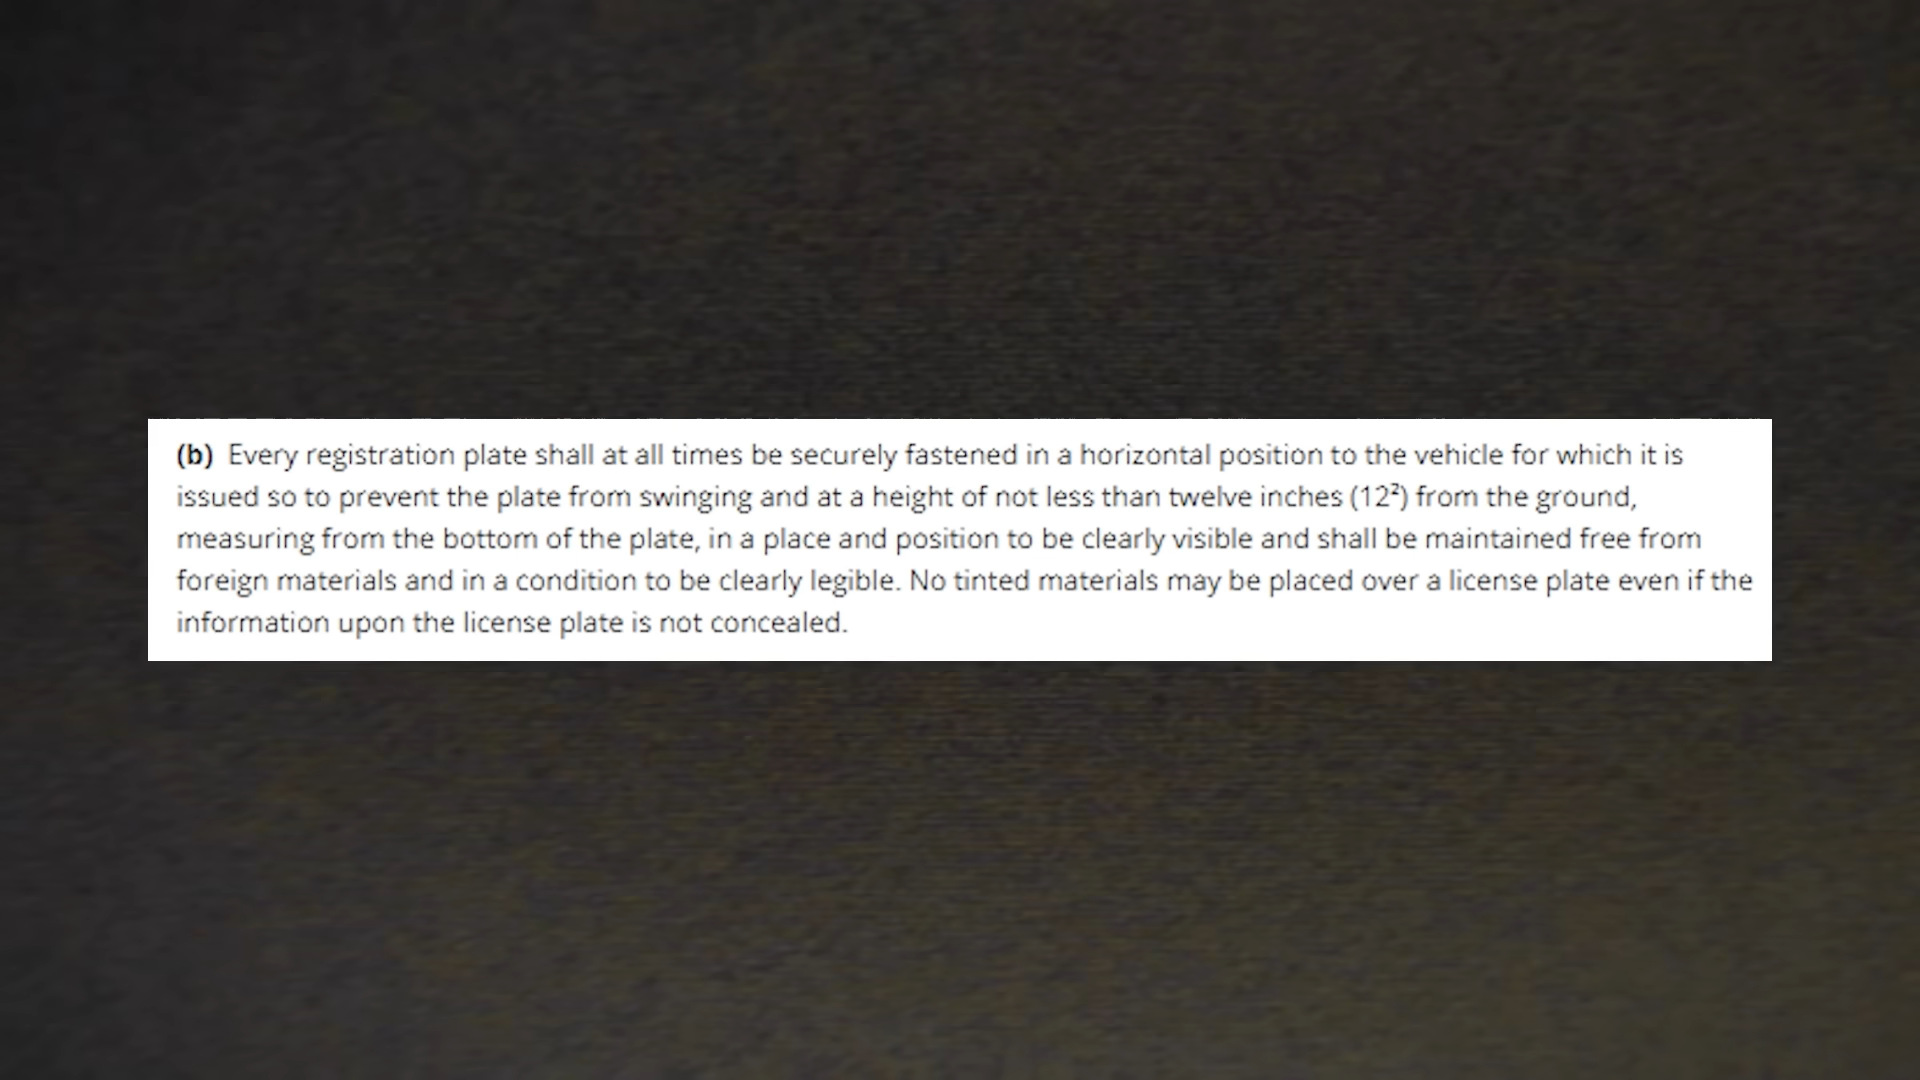 (b) Every registration plate shall at all times be securely fastened in a horizontal position to the vehicle for which it is
issued so to prevent the plate from swinging and at a height of not less than twelve inches (12²) from the ground,
measuring from the bottom of the plate, in a place and position to be clearly visible and shall be maintained free from
foreign materials and in a condition to be clearly legible. No tinted materials may be placed over a license plate even if the
information upon the license plate is not concealed.